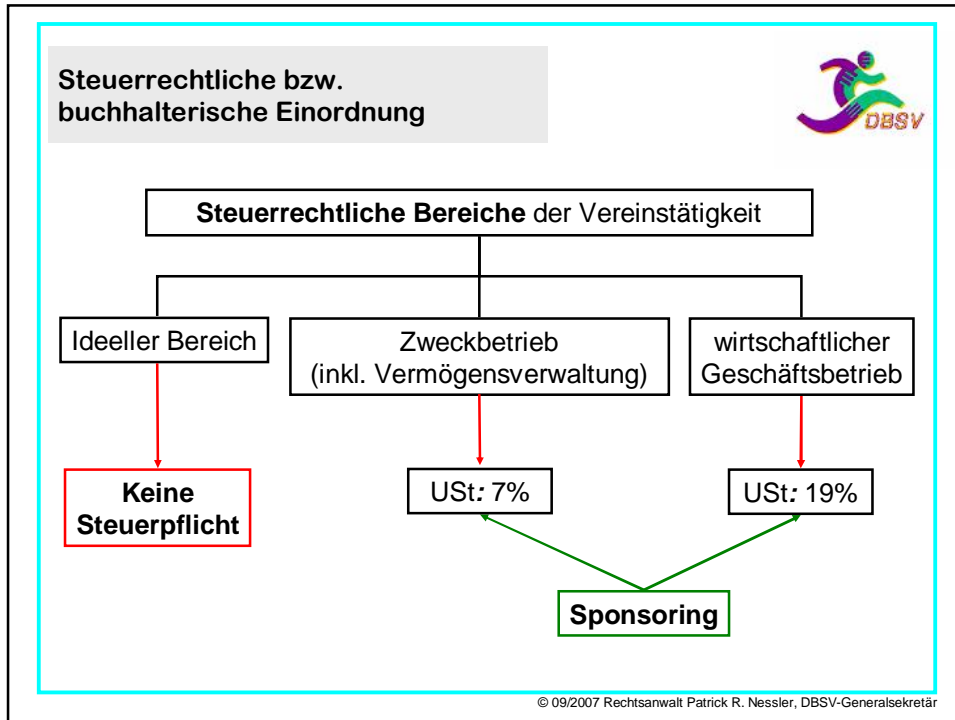 Steuerrechtliche bzw.
buchhalterische Einordnung
DBSV
Steuerrechtliche Bereiche der Vereinstätigkeit
Ideeller Bereich
Zweckbetrieb
(inkl. Vermögensverwaltung)
wirtschaftlicher
Geschäftsbetrieb
Keine
Steuerpflicht
USt: 7%
USt: 19%
Sponsoring
© 09/2007 Rechtsanwalt Patrick R. Nessler, DBSV-Generalsekretär